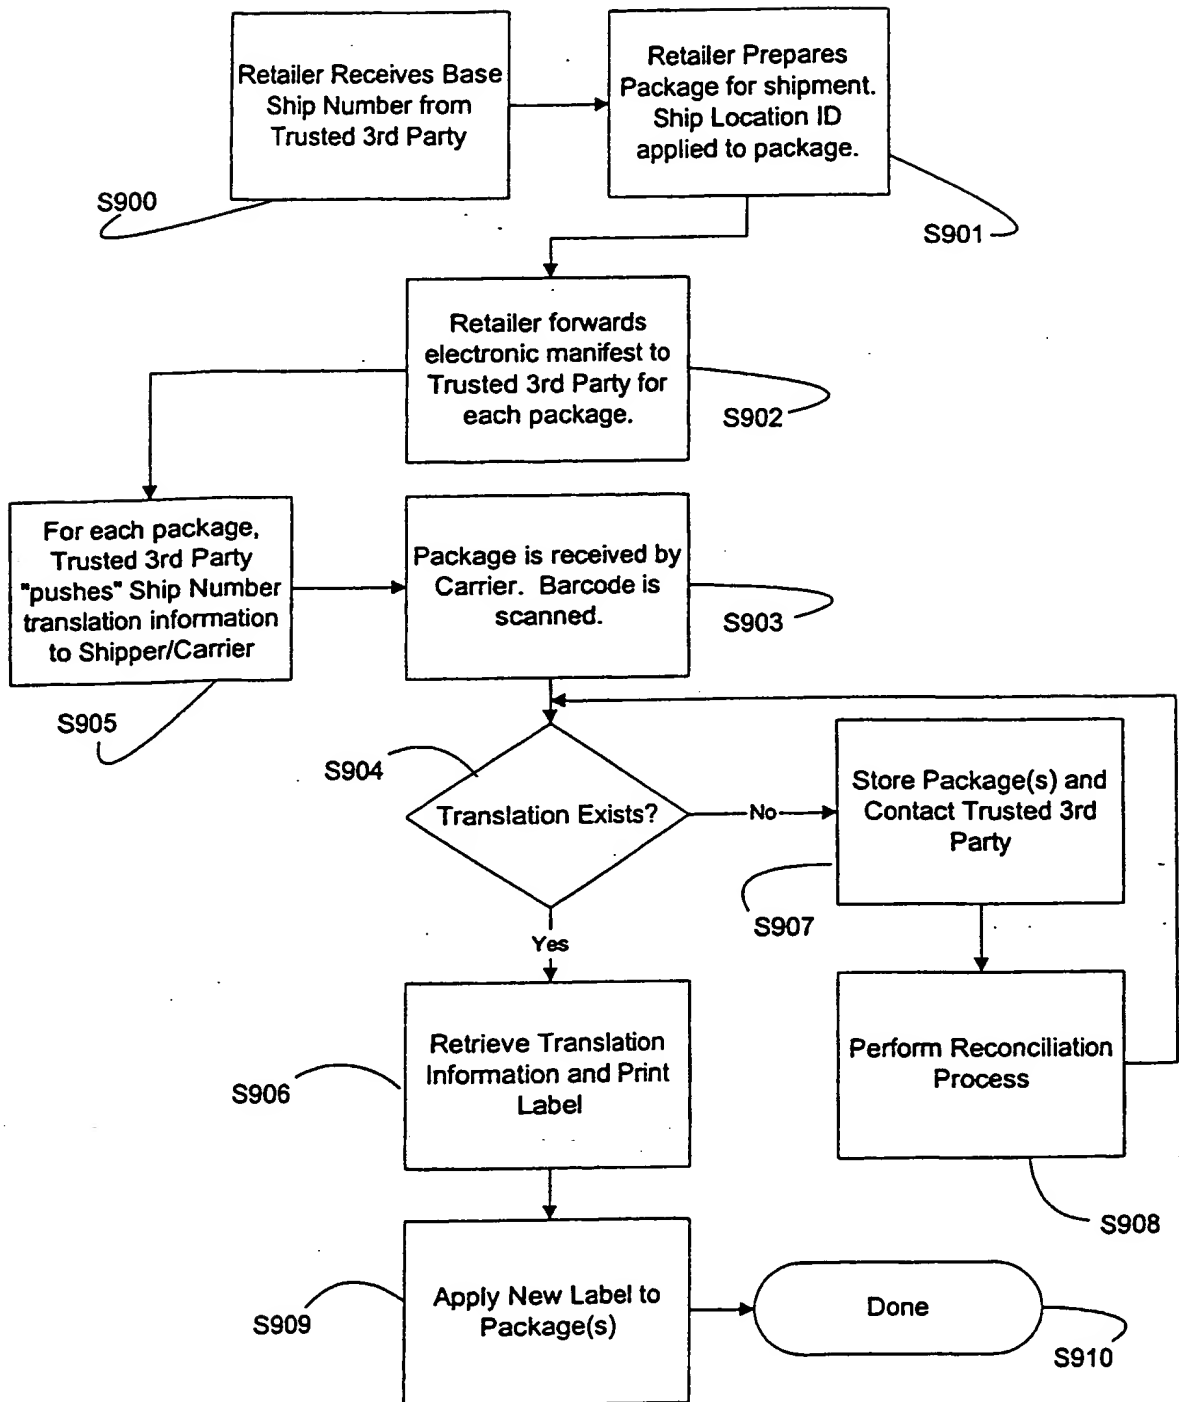 Retailer Receives Base
Ship Number from
Trusted 3rd Party
S900
Retailer Prepares
Package for shipment.
Ship Location ID
applied to package.
S901
Retailer forwards
electronic manifest to
Trusted 3rd Party for
each package.
S902
For each package,
Trusted 3rd Party
"pushes" Ship Number
translation information
to Shipper/Carrier
S905
Package is received by
Carrier. Barcode is
scanned.
S903
S904
Translation Exists?
No
Store Package(s) and
Contact Trusted 3rd
Party
S907
Yes
Retrieve Translation
Information and Print
Label
S906
Perform Reconciliation
Process
S908
Apply New Label to
Package(s)
S909
Done
S910